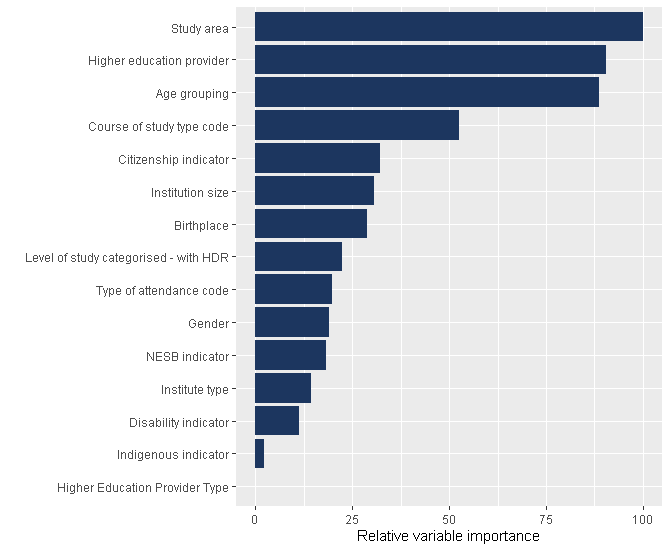 Study area
Higher education provider
Age grouping
Course of study type code
Citizenship indicator
Institution size
Birthplace
Level of study categorised - with HDR
Type of attendance code
Gender
NESB indicator
Institute type
Disability indicator
Indigenous indicator
Higher Education Provider Type
0 25 50 75 100
Relative variable importance